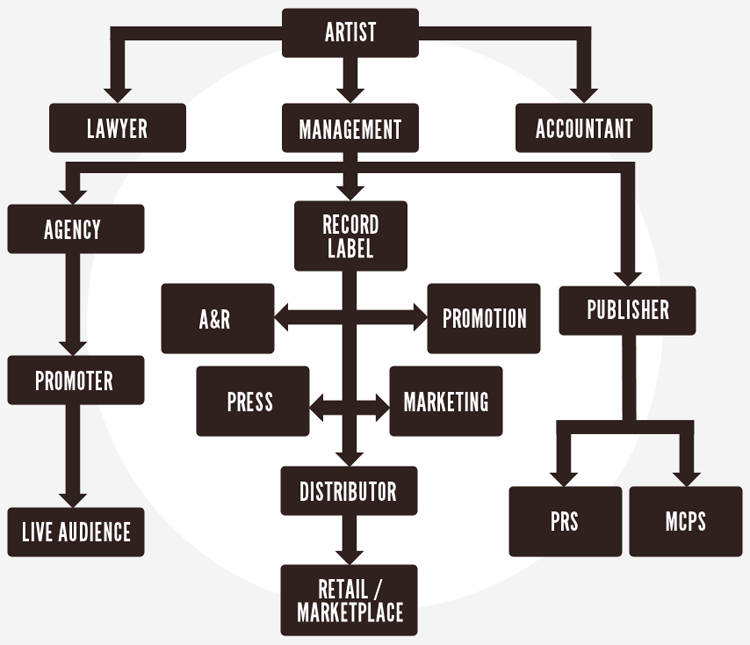 ARTIST
LAWYER
MANAGEMENT
ACCOUNTANT
AGENCY
RECORD
LABEL
A&R
PROMOTION
PUBLISHER
PROMOTER
PRESS
MARKETING
DISTRIBUTOR
LIVE AUDIENCE
PRS
MCPS
RETAIL /
MARKETPLACE